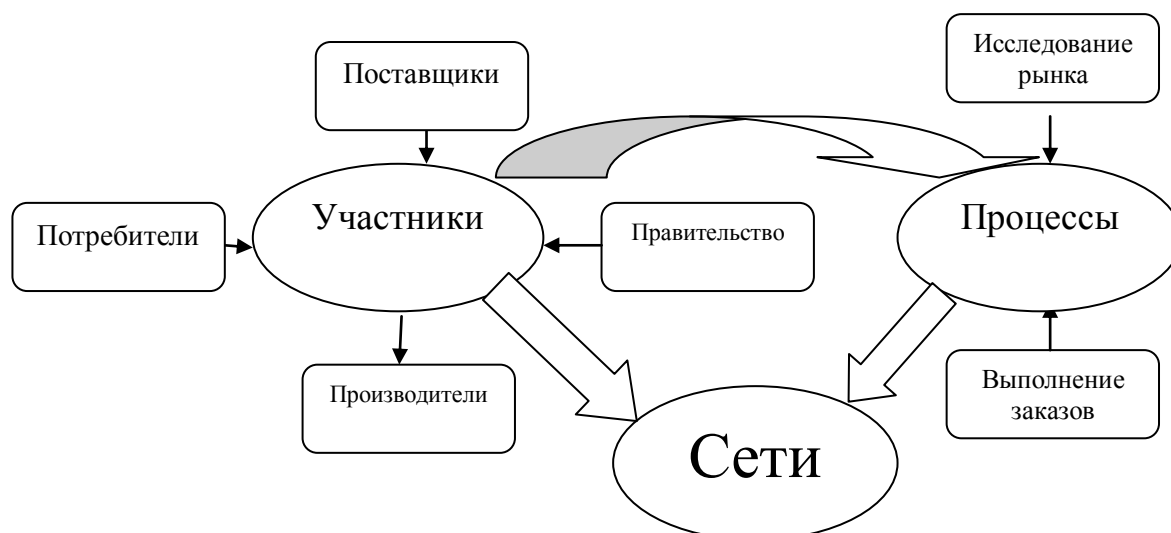 Исследование
рынка
Поставщики
Участники
Процессы
Потребители
Правительство
Производители
Выполнение
заказов
Сети